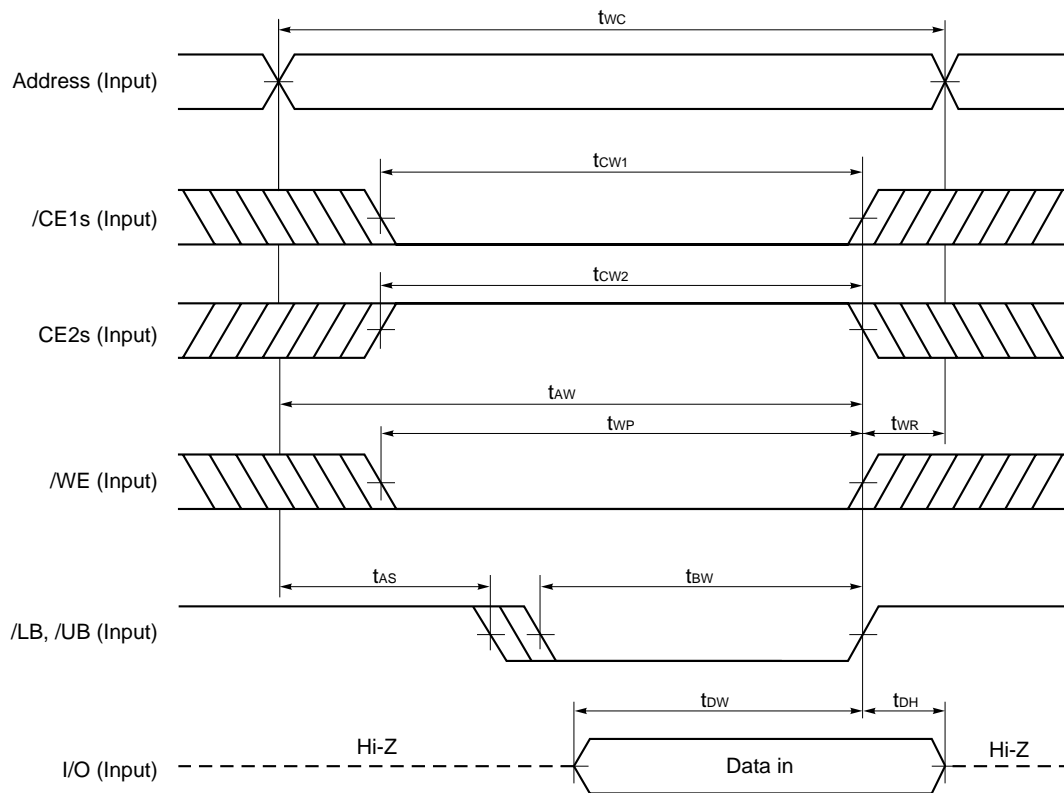 tWC
Address (Input)
tCW1
/CE1s (Input)
tCW2
CE2s (Input)
tAW
tWP
tWR
/WE (Input)
tAS
tBW
/LB, /UB (Input)
tDW
tDH
Hi-Z
Hi-Z
I/O (Input)
Data in